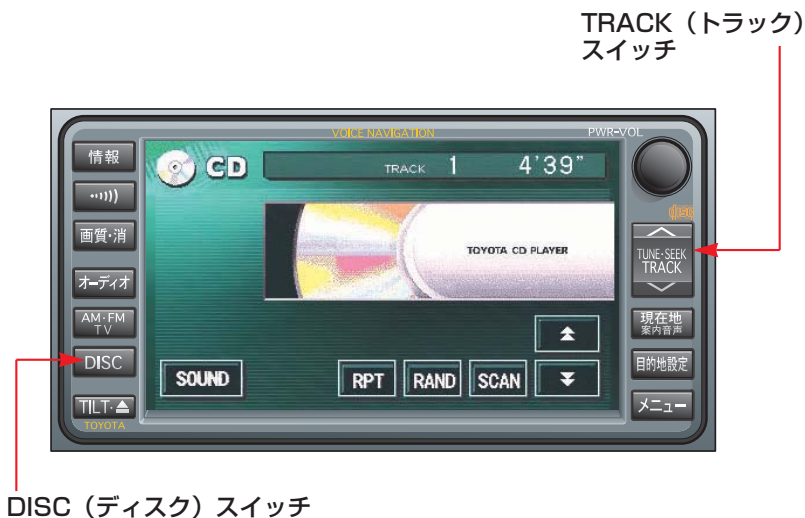 TRACK（トラック）
スイッチ
VOICE NAVIGATION
PWR-VOL
情報
•)))))
画質·消
オーディオ
AM·FM
TV
DISC
TILT·⏏
TOYOTA
CD
TRACK 1 4'39"
TOYOTA CD PLAYER
SOUND
RPT
RAND
SCAN
disc
TUNE·SEEK
TRACK
現在地
案内音声
目的地設定
メニュー
DISC（ディスク）スイッチ